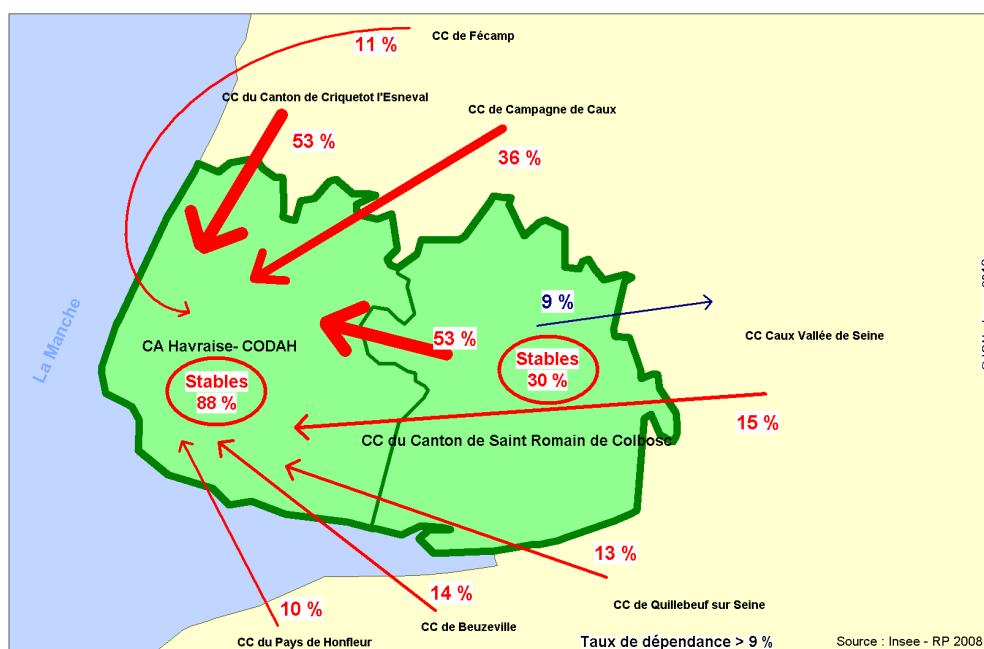 CC de Fécamp
11 %
CC du Canton de Criquetot l'Esneval
CC de Campagne de Caux
53 %
36 %
La Manche
9 %
CC Caux Vallée de Seine
CA Havraise- CODAH
53 %
Stables
30 %
Stables
88 %
15 %
CC du Canton de Saint Romain de Colbosc
13 %
14 %
10 %
CC de Quillebeuf sur Seine
CC de Beuzeville
CC du Pays de Honfleur
Taux de dépendance > 9 %
Source : Insee - RP 2008